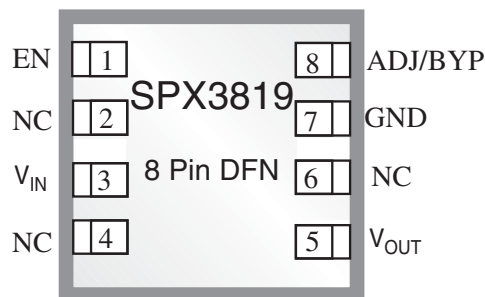 EN 1 8 ADJ/BYP
SPX3819
NC 2 7 GND
VIN 3 8 Pin DFN 6 NC
NC 4 5 VOUT